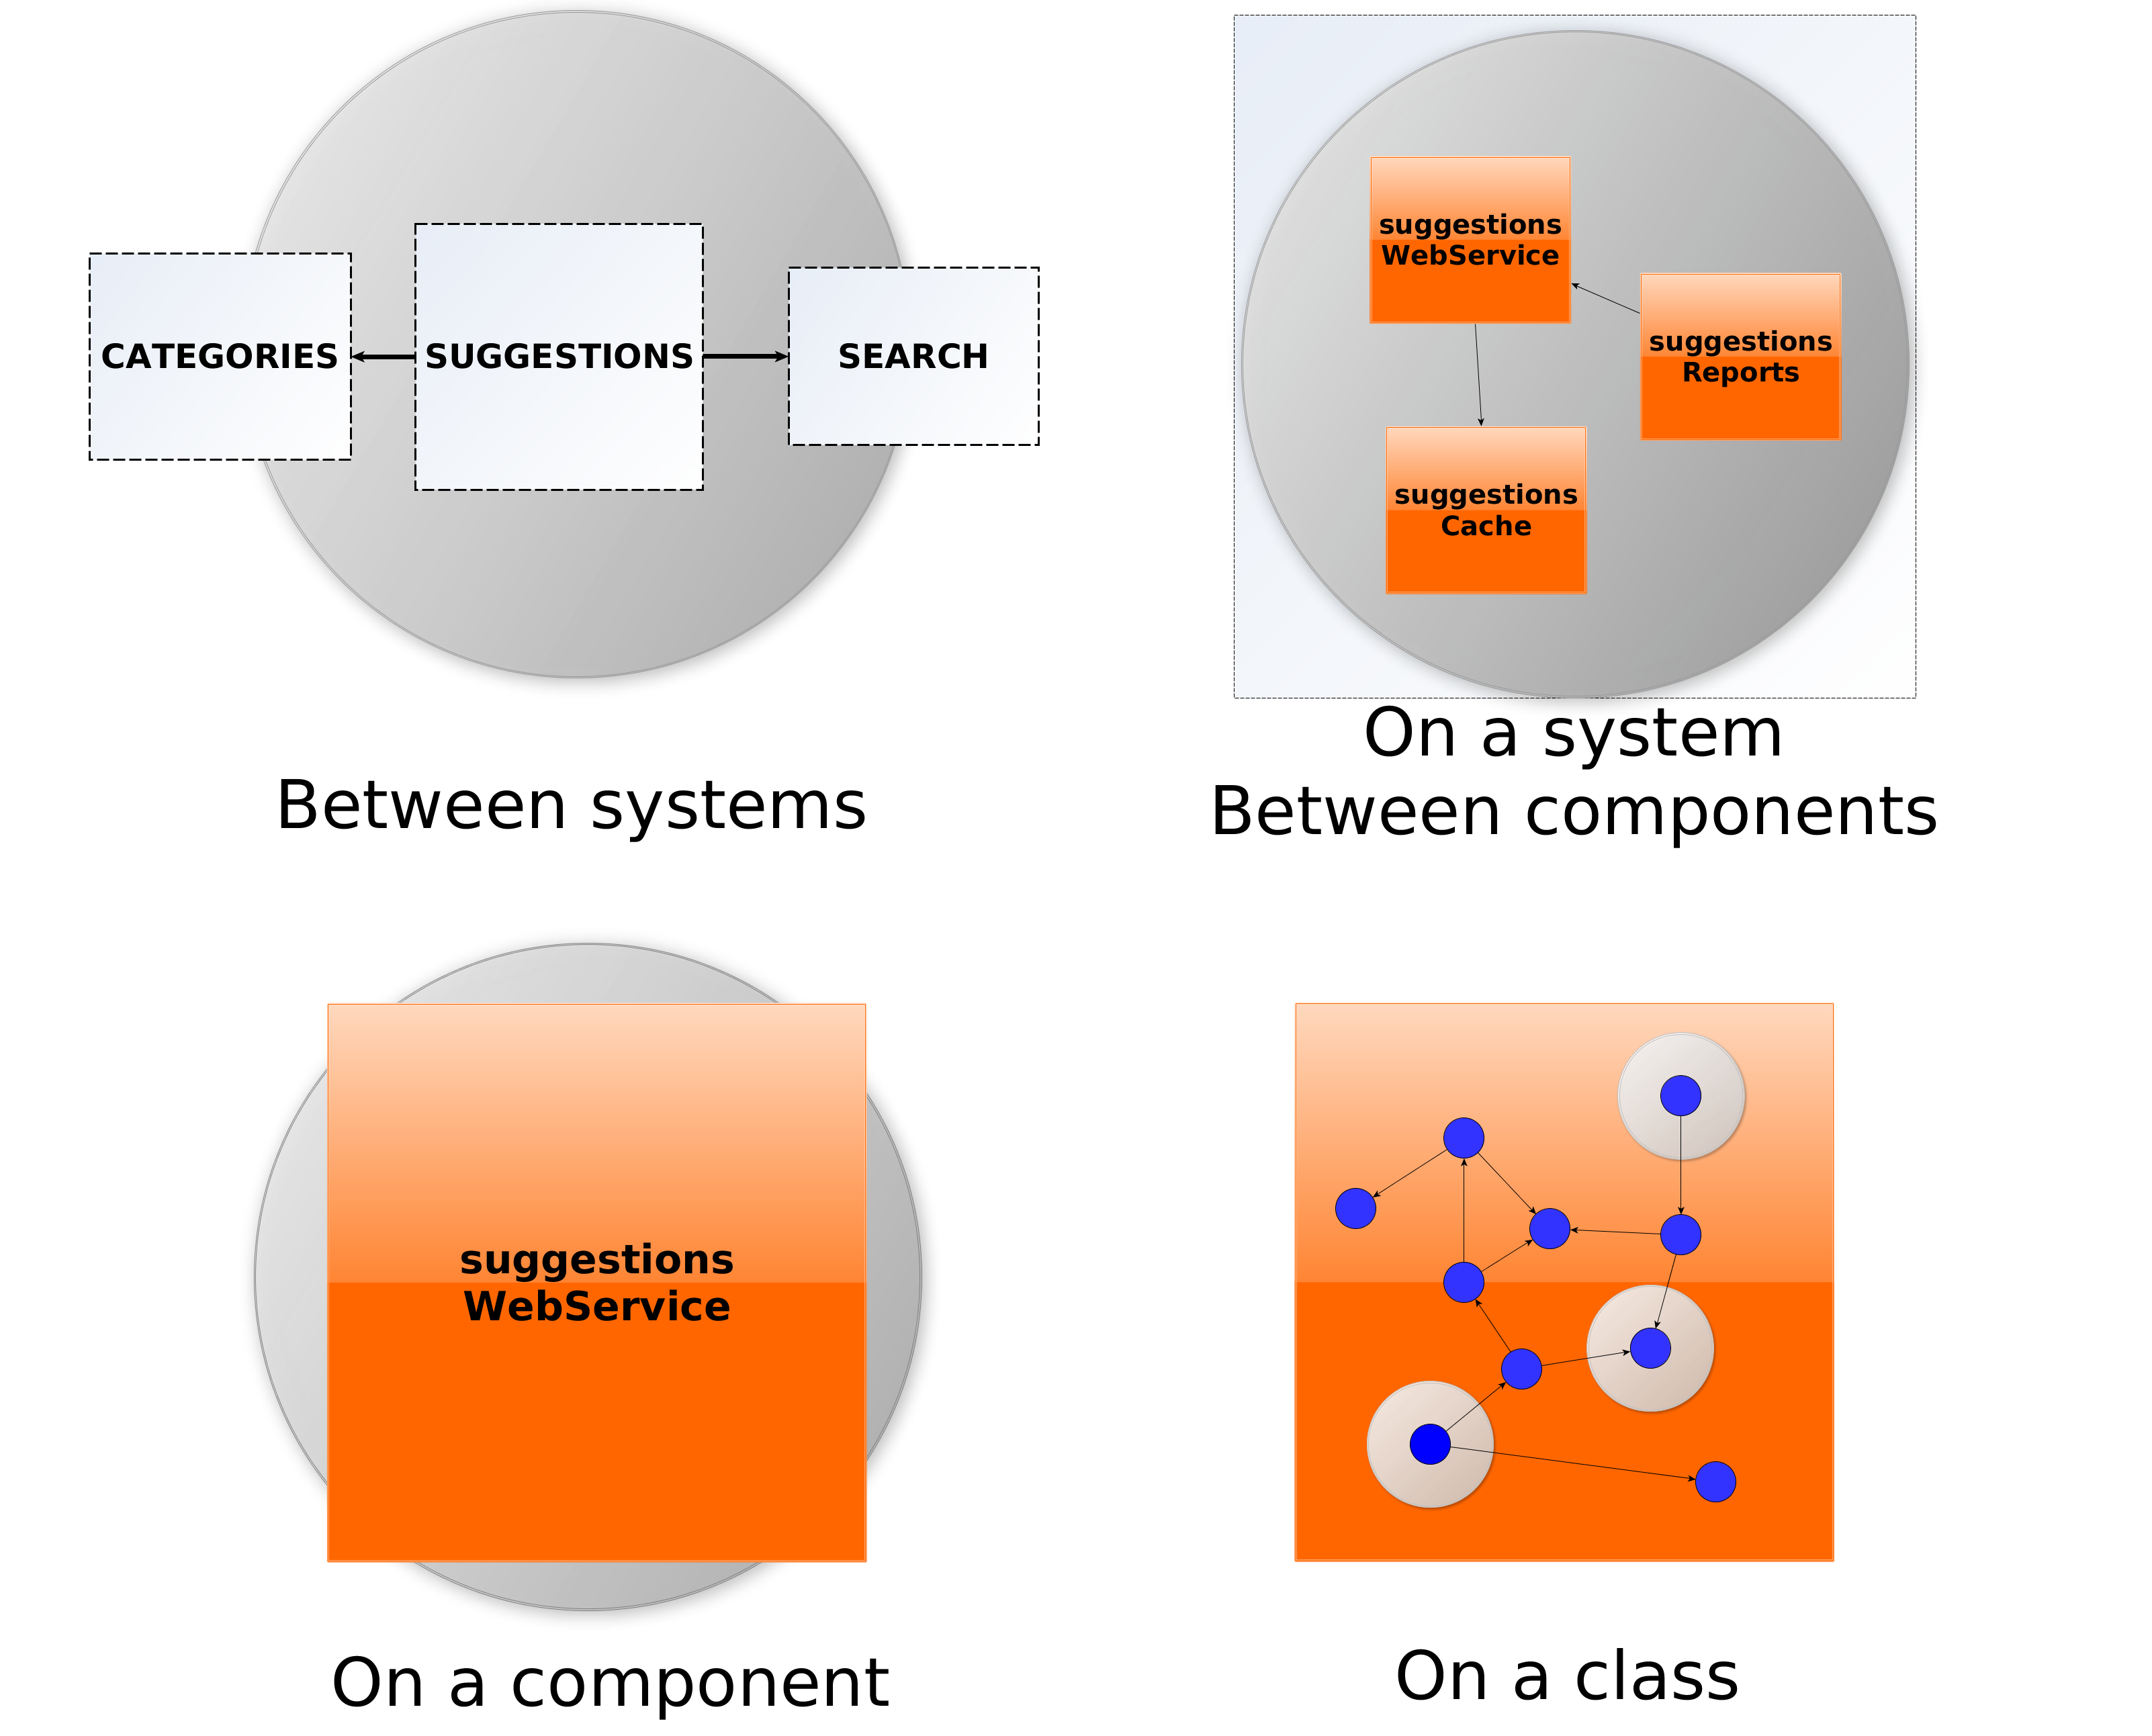 CATEGORIES
SUGGESTIONS
SEARCH
Between systems
suggestions
WebService
suggestions
Reports
suggestions
Cache
On a system
Between components
suggestions
WebService
On a component
On a class